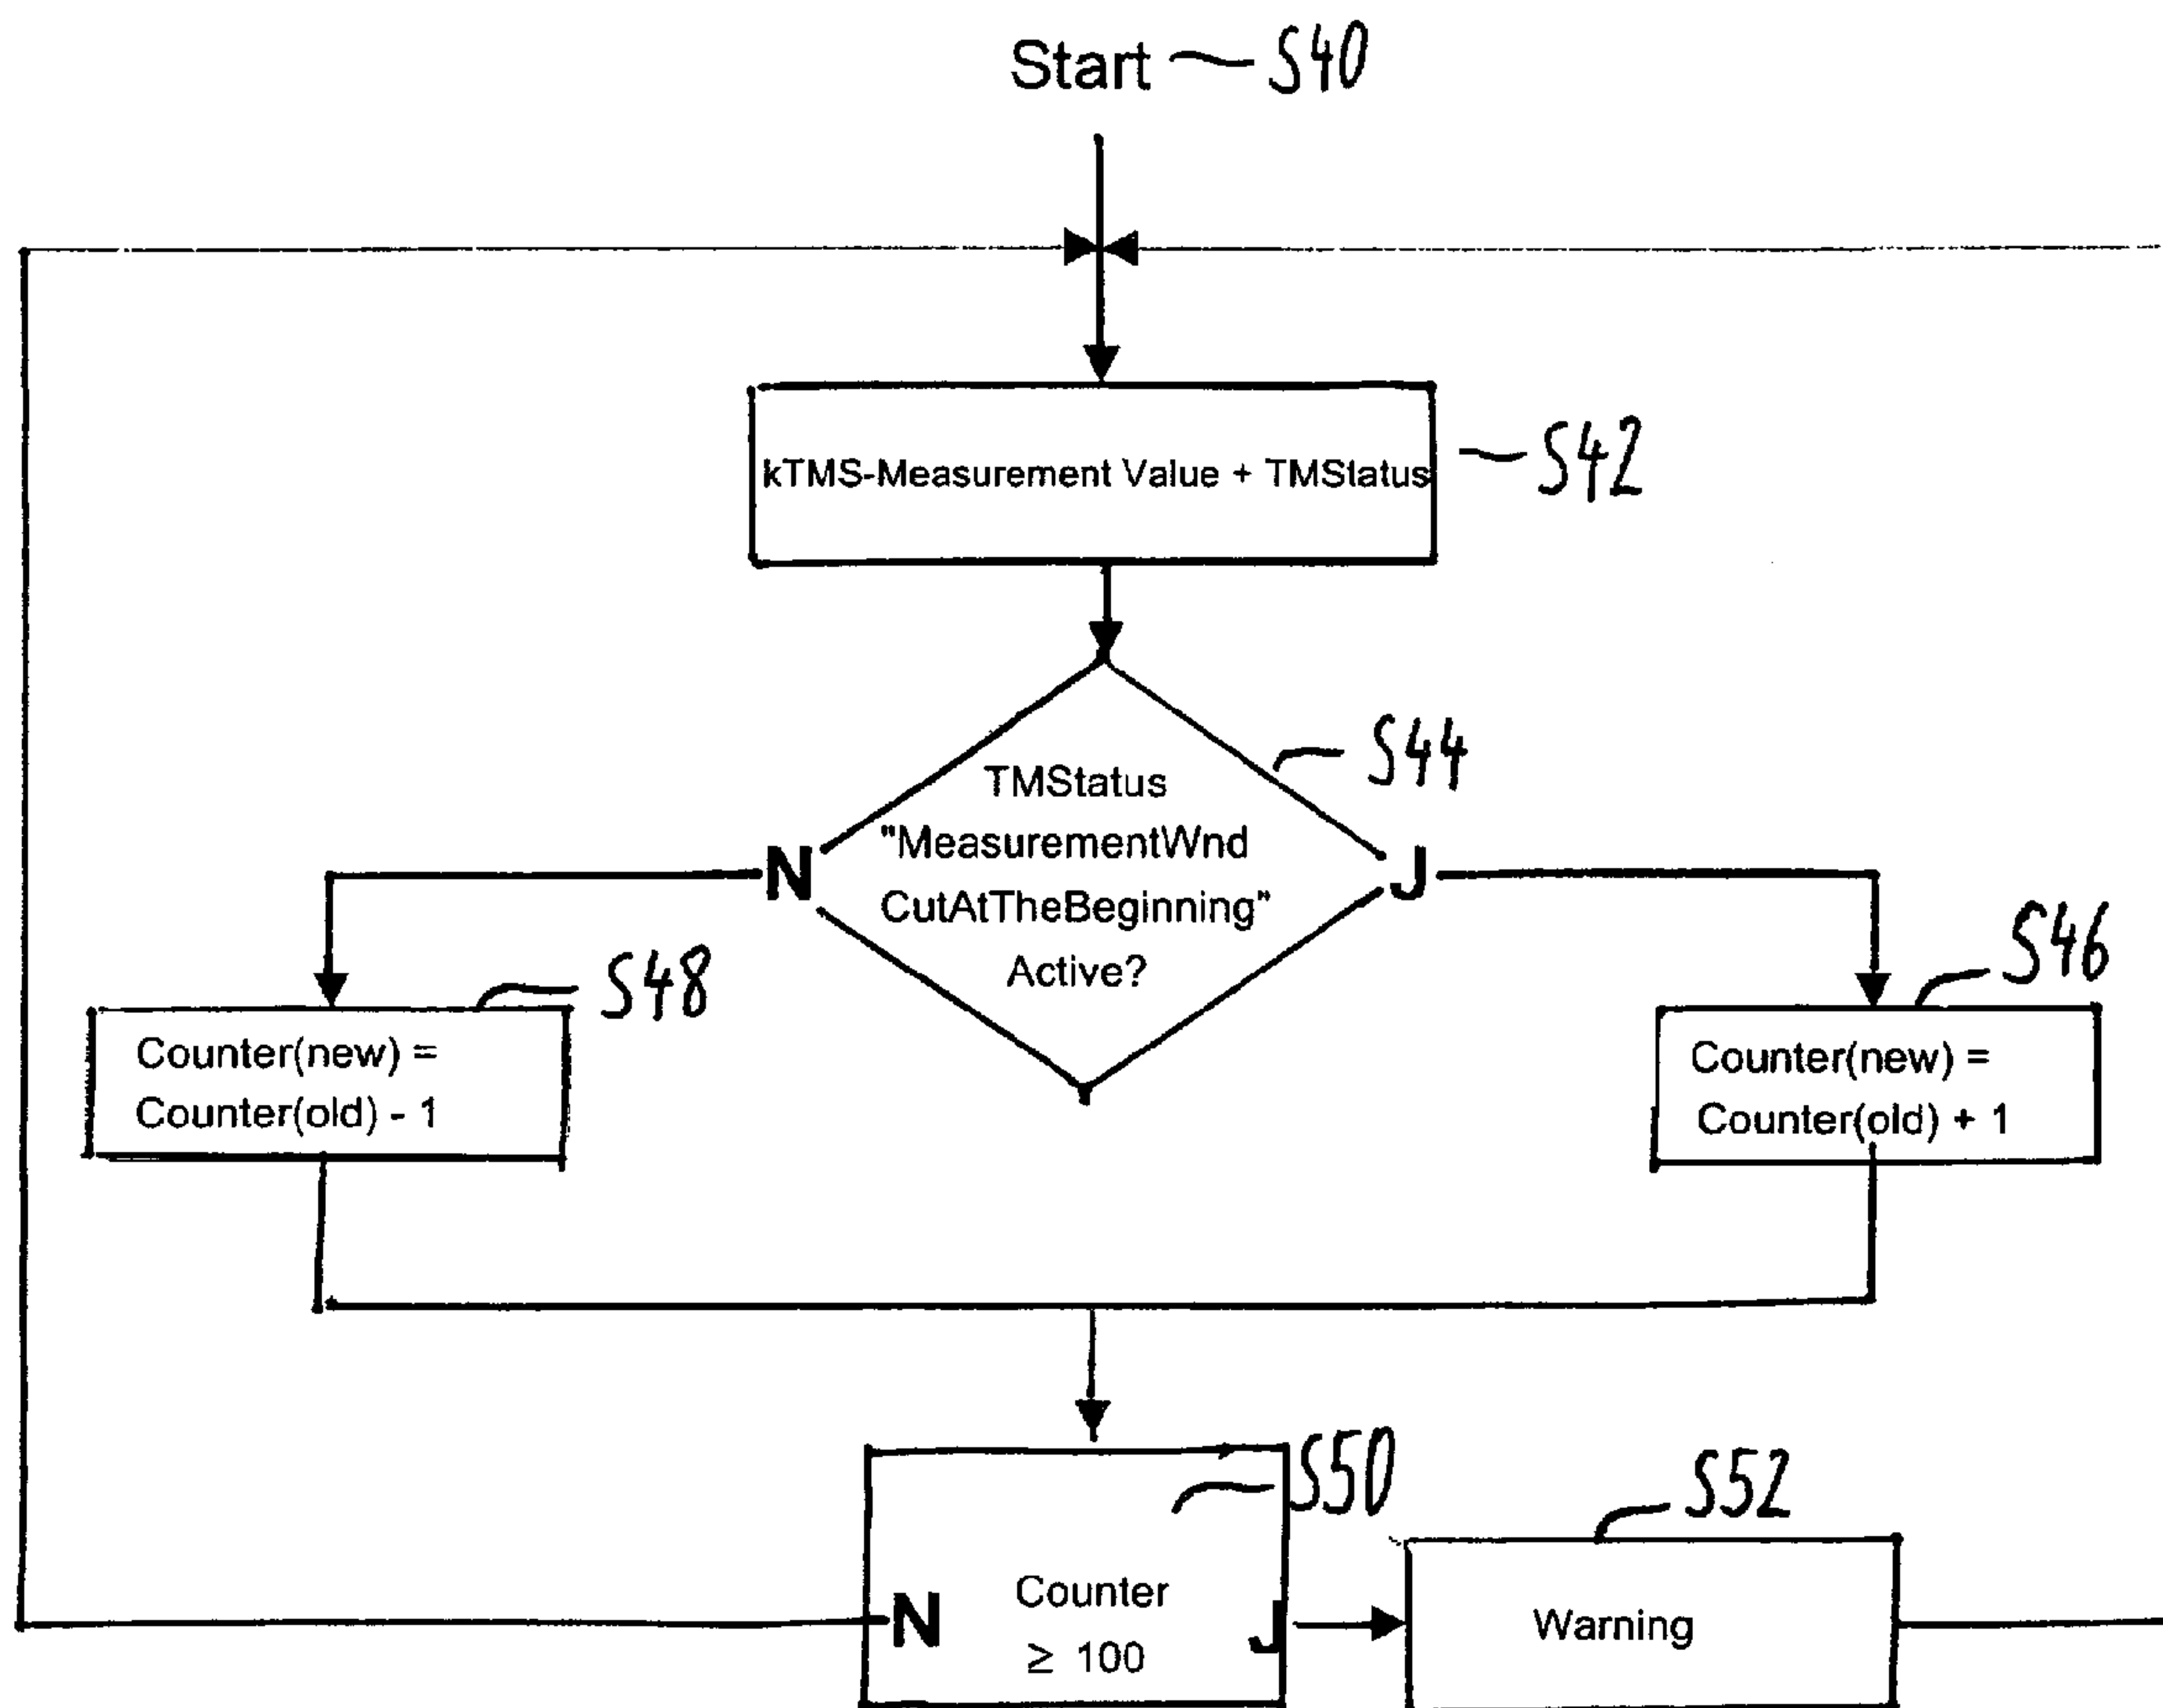 Start S40
kTMS-Measurement Value + TMStatus S42
S44
TMStatus
"MeasurementWnd
CutAtTheBeginning"
Active?
N J
S48
Counter(new) =
Counter(old) - 1
S46
Counter(new) =
Counter(old) + 1
S50
Counter
≥ 100
N J
S52
Warning